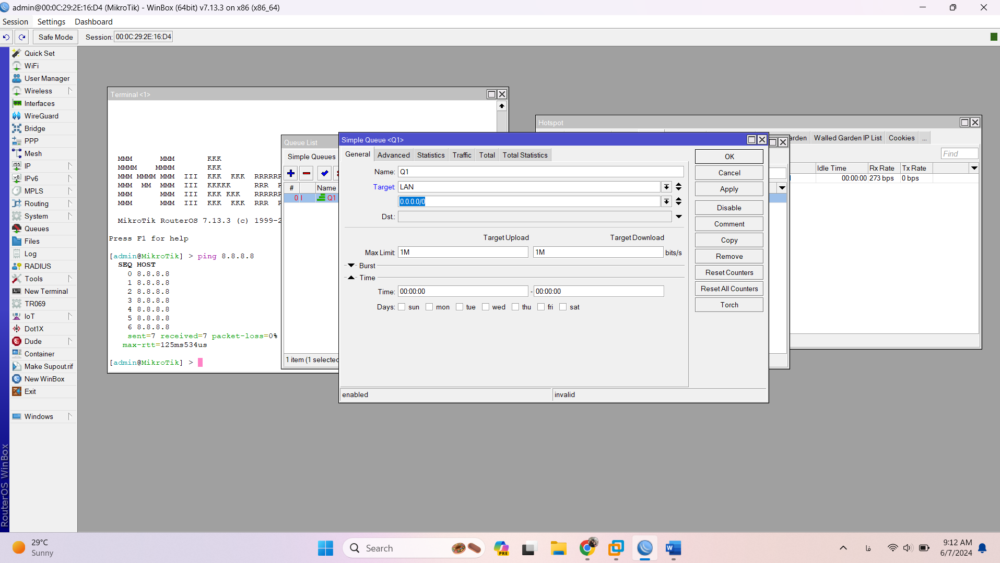 admin@00:0C:29:2E:16:D4 (MikroTik) - WinBox (64bit) v7.13.3 on x86 (x86_64)
Session Settings Dashboard
Safe Mode Session: 00:0C:29:2E:16:D4
Quick Set
WiFi
User Manager
Wireless
Interfaces
WireGuard
Bridge
PPP
Mesh
IP
IPv6
MPLS
Routing
System
Queues
Files
Log
RADIUS
Tools
New Terminal
TR069
IoT
Dot1X
Dude
Container
Make Supout.rif
New WinBox
Exit
Windows
RouterOS WinBox
Terminal <1>
MMM MMM KKK
MMMM MMMM KKK
MMM MMMM MMM III KKK KKK RRRRRR
MMM MM MMM III KKKKK RRR R
MMM MMM III KKK KKK RRRRRR
MMM MMM III KKK KKK RRR R
MikroTik RouterOS 7.13.3 (c) 1999-2
Press F1 for help
[admin@MikroTik] > ping 8.8.8.8
SEQ HOST
0 8.8.8.8
1 8.8.8.8
2 8.8.8.8
3 8.8.8.8
4 8.8.8.8
5 8.8.8.8
6 8.8.8.8
sent=7 received=7 packet-loss=0%
max-rtt=125ms534us
[admin@MikroTik] >
Queue List
Simple Queues
# Name
0 I Q1
1 item (1 selected
Simple Queue <Q1>
General Advanced Statistics Traffic Total Total Statistics
Name: Q1
Target: LAN
0.0.0.0/0
Dst.:
Target Upload Target Download
Max Limit: 1M 1M bits/s
Burst
Time
Time: 00:00:00 - 00:00:00
Days: sun mon tue wed thu fri sat
enabled invalid
OK
Cancel
Apply
Disable
Comment
Copy
Remove
Reset Counters
Reset All Counters
Torch
Hotspot
arden Walled Garden IP List Cookies ...
Find
Idle Time Rx Rate Tx Rate
00:00:00 273 bps 0 bps
29°C
Sunny
Search
PRE
فا
9:12 AM
6/7/2024